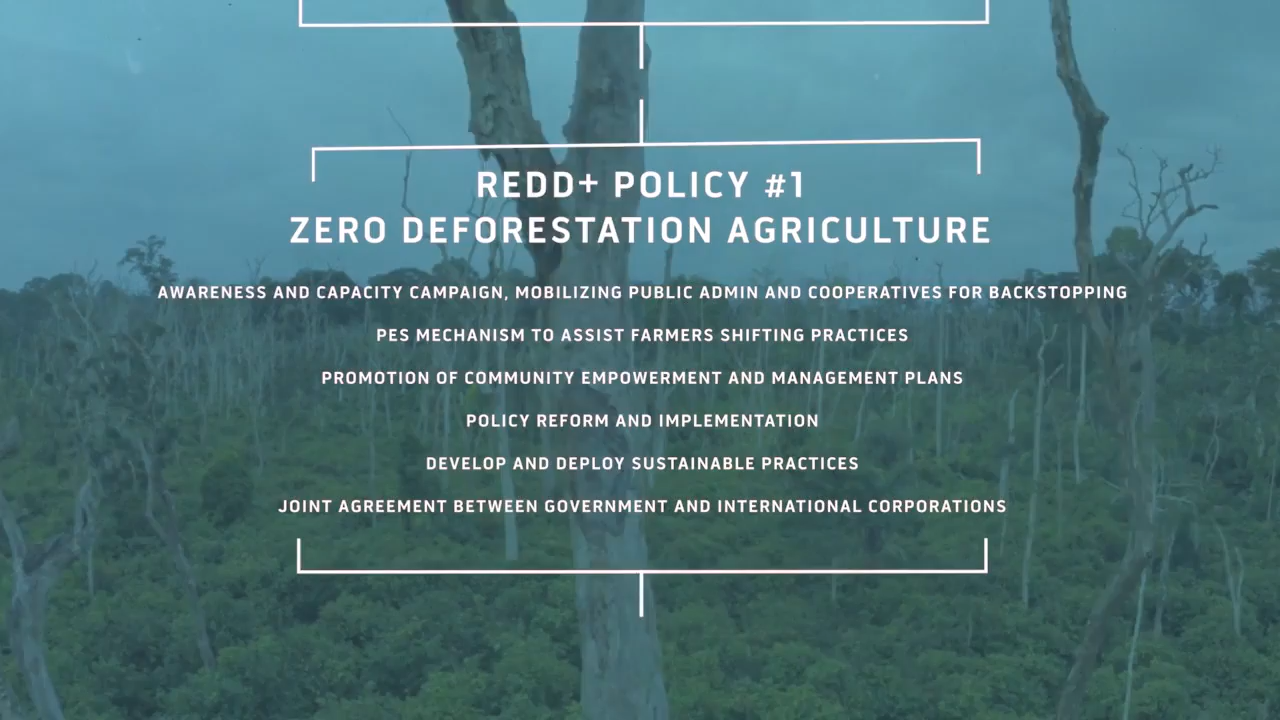 REDD+ POLICY #1
ZERO DEFORESTATION AGRICULTURE
AWARENESS AND CAPACITY CAMPAIGN, MOBILIZING PUBLIC ADMIN AND COOPERATIVES FOR BACKSTOPPING
PES MECHANISM TO ASSIST FARMERS SHIFTING PRACTICES
PROMOTION OF COMMUNITY EMPOWERMENT AND MANAGEMENT PLANS
POLICY REFORM AND IMPLEMENTATION
DEVELOP AND DEPLOY SUSTAINABLE PRACTICES
JOINT AGREEMENT BETWEEN GOVERNMENT AND INTERNATIONAL CORPORATIONS